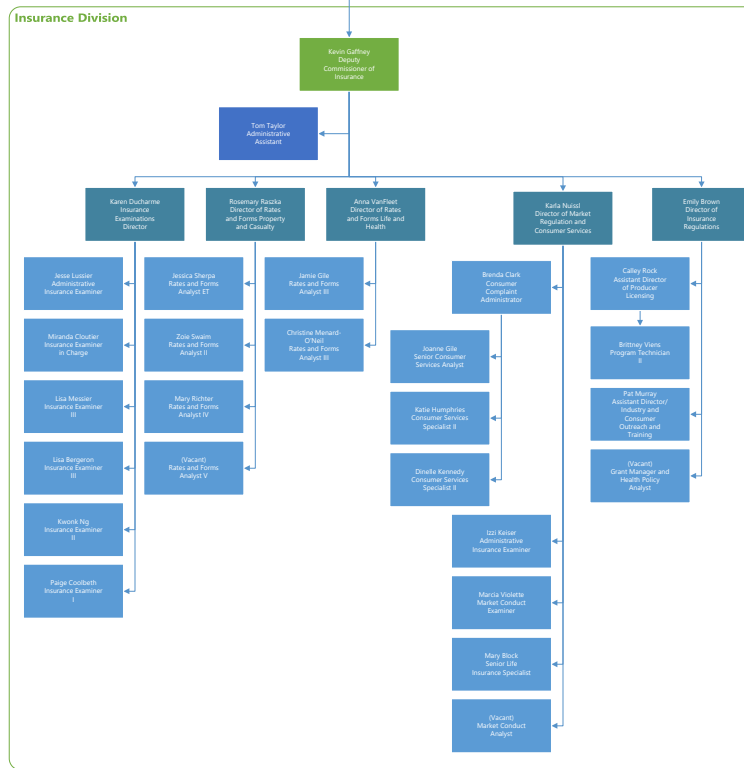 Insurance Division
Kevin Gaffney
Deputy
Commissioner of
Insurance
Tom Taylor
Administrative
Assistant
Karen Ducharme
Insurance
Examinations
Director
Rosemary Raszka
Director of Rates
and Forms Property
and Casualty
Anna VanFleet
Director of Rates
and Forms Life and
Health
Karla Nuissl
Director of Market
Regulation and
Consumer Services
Emily Brown
Director of
Insurance
Regulations
Jesse Lussier
Administrative
Insurance Examiner
Miranda Cloutier
Insurance Examiner
in Charge
Lisa Messier
Insurance Examiner
III
Lisa Bergeron
Insurance Examiner
III
Kwonk Ng
Insurance Examiner
II
Paige Coolbeth
Insurance Examiner
I
Jessica Sherpa
Rates and Forms
Analyst ET
Zoie Swaim
Rates and Forms
Analyst II
Mary Richter
Rates and Forms
Analyst IV
(Vacant)
Rates and Forms
Analyst V
Jamie Gile
Rates and Forms
Analyst III
Christine Menard-
O'Neil
Rates and Forms
Analyst III
Brenda Clark
Consumer
Complaint
Administrator
Joanne Gile
Senior Consumer
Services Analyst
Katie Humphries
Consumer Services
Specialist II
Dinelle Kennedy
Consumer Services
Specialist II
Izzi Keiser
Administrative
Insurance Examiner
Marcia Violette
Market Conduct
Examiner
Mary Block
Senior Life
Insurance Specialist
(Vacant)
Market Conduct
Analyst
Calley Rock
Assistant Director
of Producer
Licensing
Brittney Viens
Program Technician
II
Pat Murray
Assistant Director/
Industry and
Consumer
Outreach and
Training
(Vacant)
Grant Manager and
Health Policy
Analyst